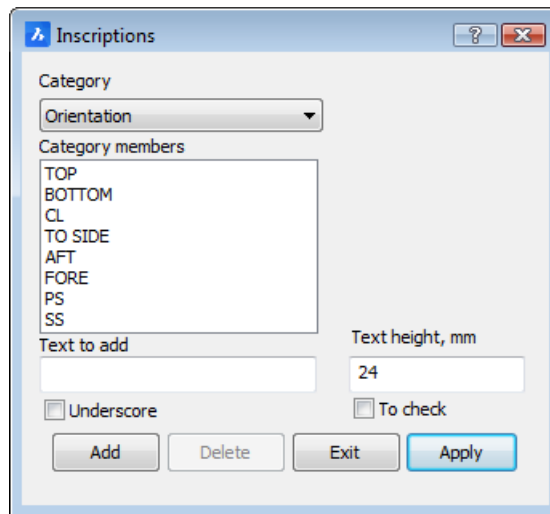 Inscriptions
Category
Orientation
Category members
TOP
BOTTOM
CL
TO SIDE
AFT
FORE
PS
SS
Text to add
Text height, mm
24
Underscore
To check
Add
Delete
Exit
Apply